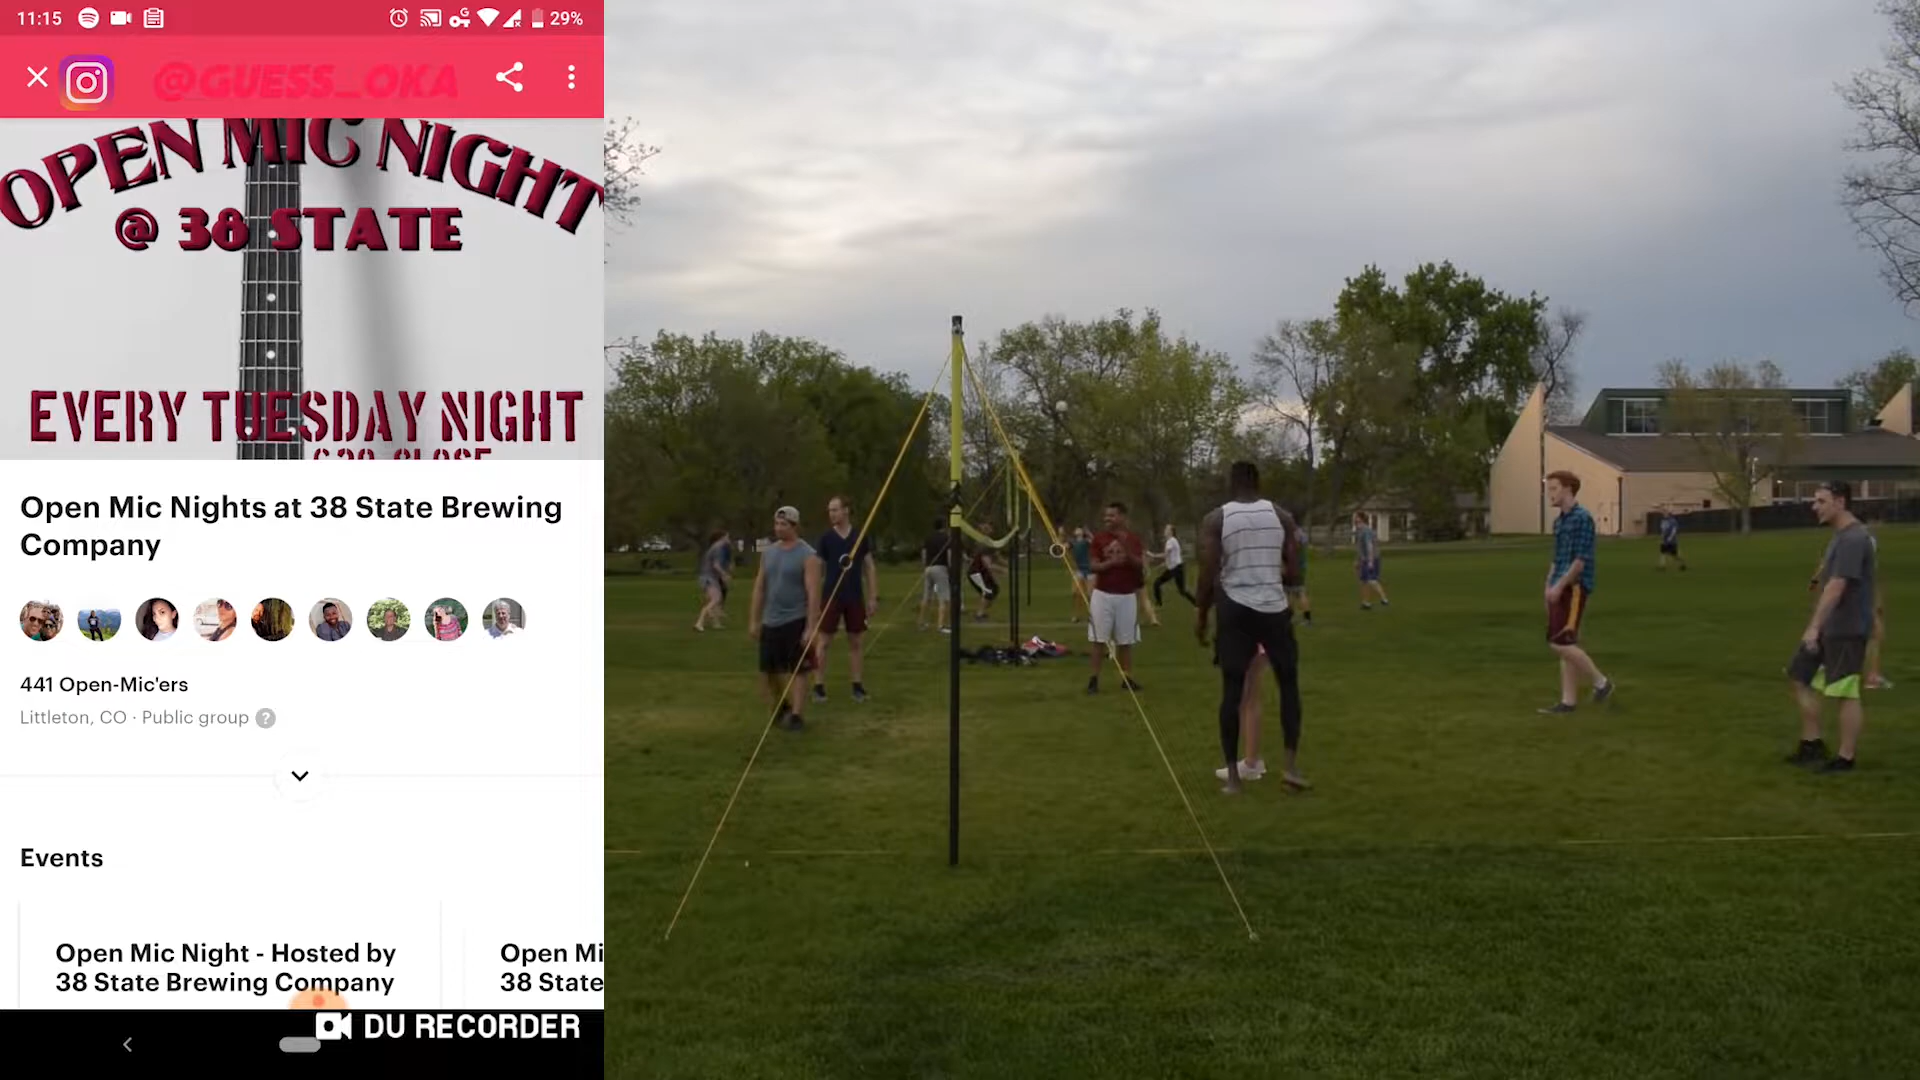 11:15
29%
@GUESS_OKA
OPEN MIC NIGHT
@ 38 STATE
EVERY TUESDAY NIGHT
Open Mic Nights at 38 State Brewing
Company
441 Open-Mic'ers
Littleton, CO · Public group ?
Events
Open Mic Night - Hosted by
38 State Brewing Company
Open Mi
38 State
DU RECORDER